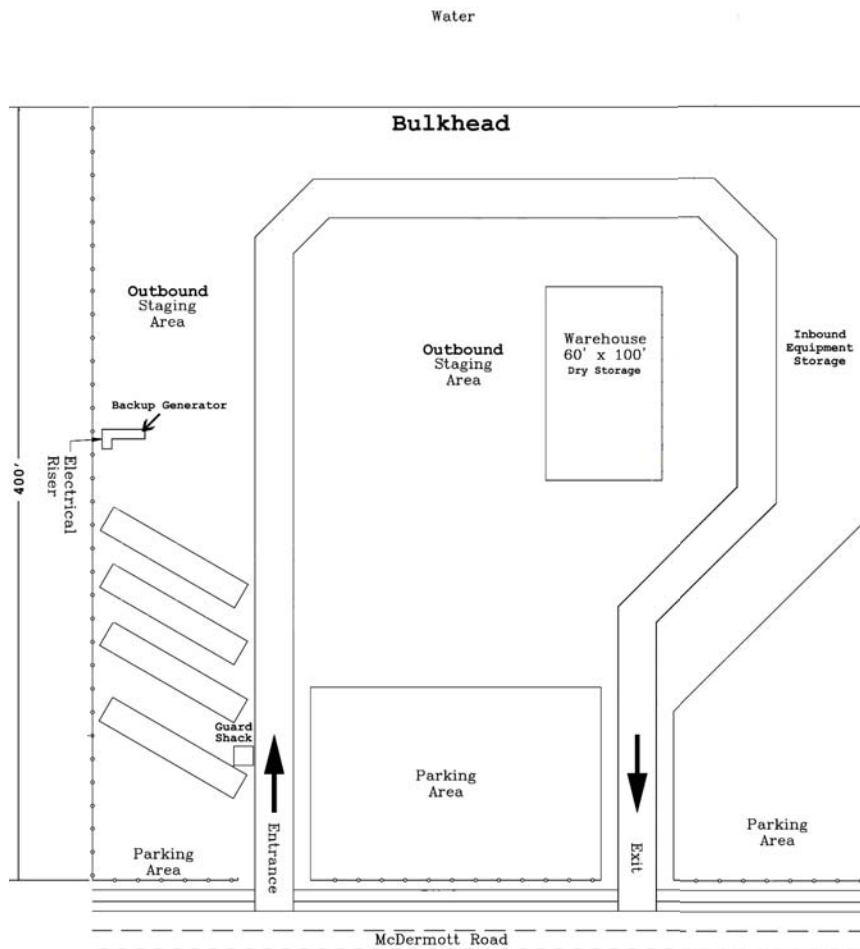 Water
Bulkhead
Outbound
Staging
Area
Outbound
Staging
Area
Warehouse
60' x 100'
Dry Storage
Inbound
Equipment
Storage
Backup Generator
Electrical
Riser
400'
Guard
Shack
Parking
Area
Entrance
Parking
Area
Exit
Parking
Area
McDermott Road